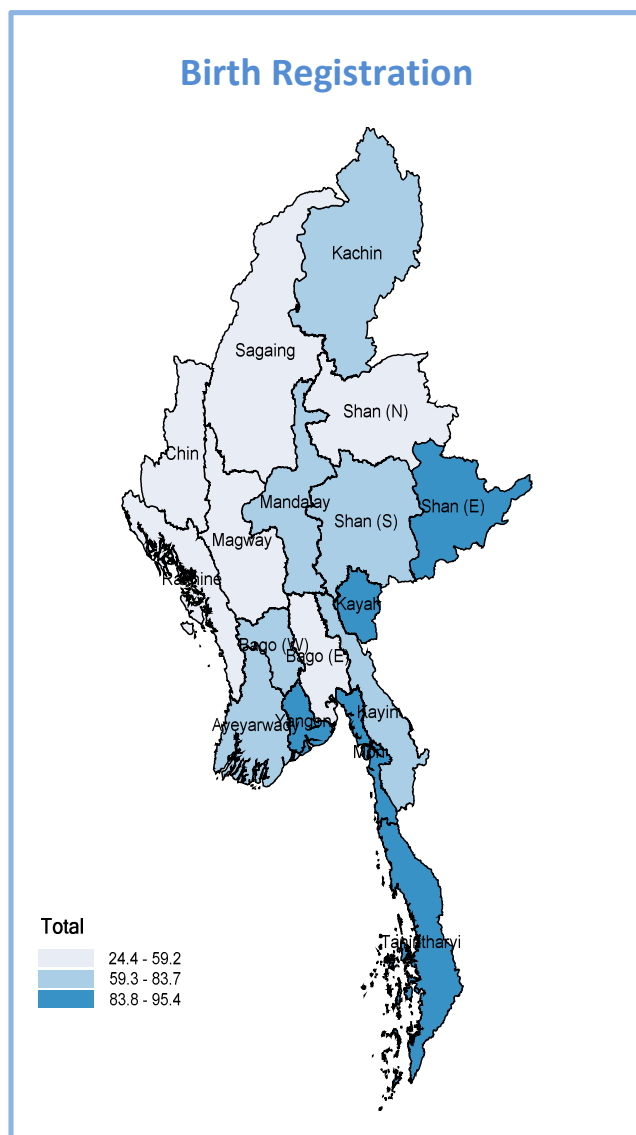 Birth Registration
Kachin
Sagaing
Shan (N)
Chin
Mandalay
Shan (E)
Shan (S)
Magway
Rakhine
Kayah
Bago (W)
Bago (E)
Kayin
Ayeyarwady
Yangon
Mon
Tanintharyi
Total
24.4 - 59.2
59.3 - 83.7
83.8 - 95.4